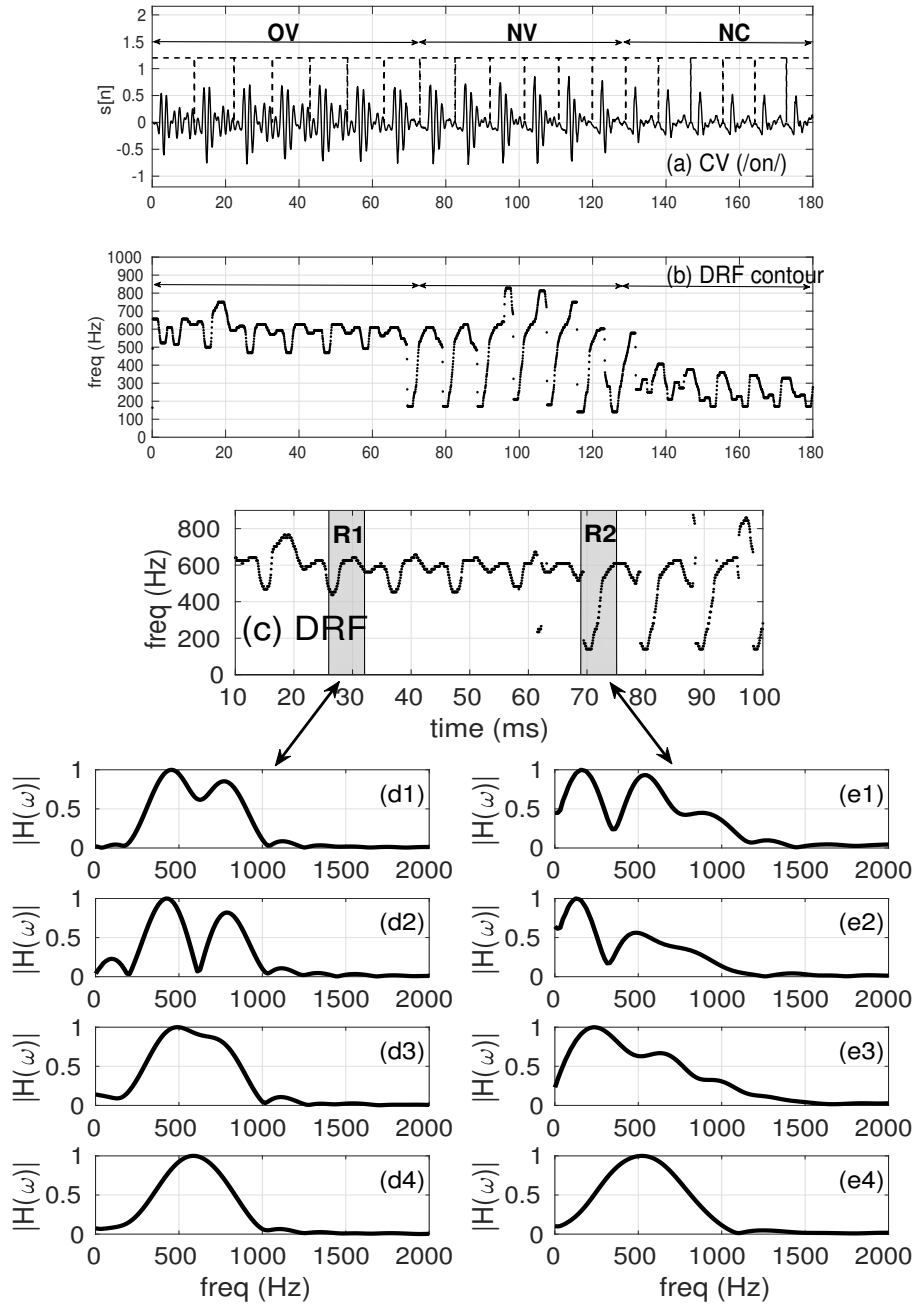 OV NV NC
2
1.5
1
0.5
0
-0.5
-1
s[n]
(a) CV (/on/)
0 20 40 60 80 100 120 140 160 180
1000
900
800
700
600
500
400
300
200
100
0
freq (Hz)
(b) DRF contour
0 20 40 60 80 100 120 140 160 180
800
600
400
200
0
freq (Hz)
R1 R2
(c) DRF
10 20 30 40 50 60 70 80 90 100
time (ms)
1
0.5
0
|H(ω)|
(d1)
0 500 1000 1500 2000
1
0.5
0
|H(ω)|
(e1)
0 500 1000 1500 2000
1
0.5
0
|H(ω)|
(d2)
0 500 1000 1500 2000
1
0.5
0
|H(ω)|
(e2)
0 500 1000 1500 2000
1
0.5
0
|H(ω)|
(d3)
0 500 1000 1500 2000
1
0.5
0
|H(ω)|
(e3)
0 500 1000 1500 2000
1
0.5
0
|H(ω)|
(d4)
0 500 1000 1500 2000
freq (Hz)
1
0.5
0
|H(ω)|
(e4)
0 500 1000 1500 2000
freq (Hz)